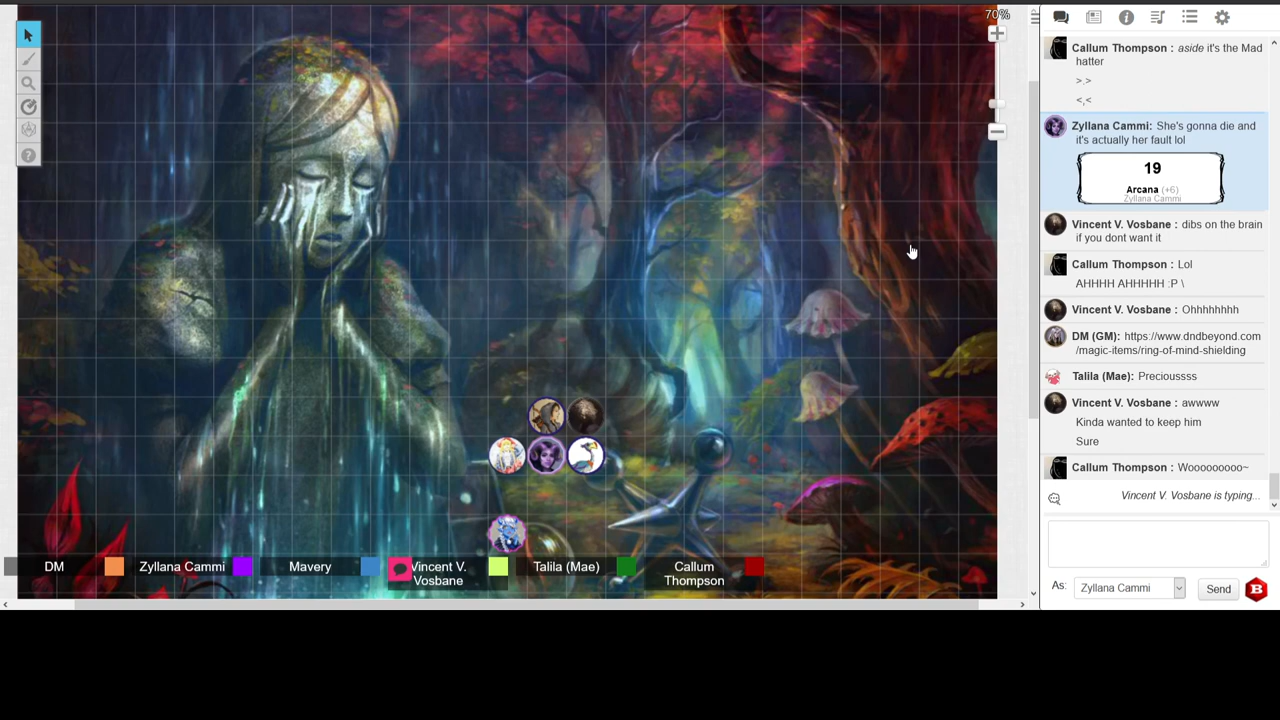 70%
Callum Thompson : aside it's the Mad
hatter
>.>
<,<
Zyllana Cammi: She's gonna die and
it's actually her fault lol
19
Arcana (+6)
Zyllana Cammi
Vincent V. Vosbane : dibs on the brain
if you dont want it
Callum Thompson : Lol
AHHHH AHHHHH :P \
Vincent V. Vosbane : Ohhhhhhhh
DM (GM): https://www.dndbeyond.com
/magic-items/ring-of-mind-shielding
Talila (Mae): Precioussss
Vincent V. Vosbane : awwww
Kinda wanted to keep him
Sure
Callum Thompson : Wooooooooo~
Vincent V. Vosbane is typing...
As:
Zyllana Cammi
Send
B
DM
Zyllana Cammi
Mavery
Vincent V.
Vosbane
Talila (Mae)
Callum
Thompson